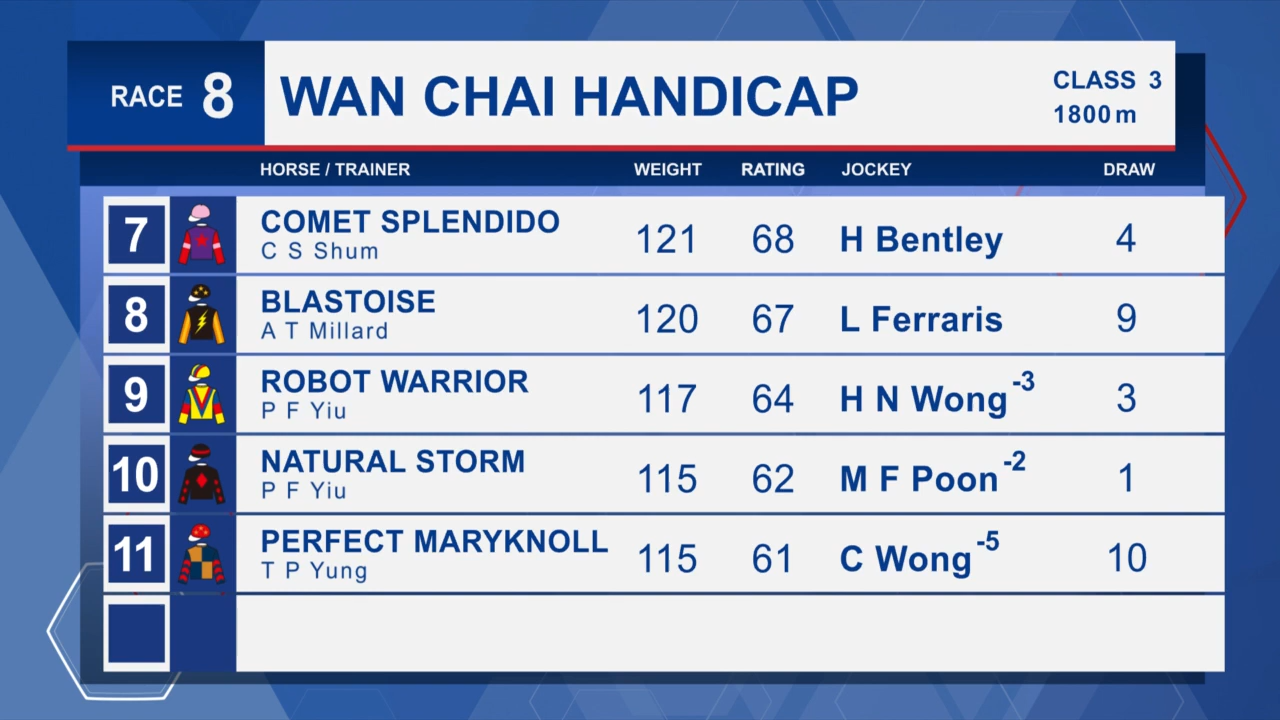 RACE 8 WAN CHAI HANDICAP CLASS 3
1800m
HORSE / TRAINER WEIGHT RATING JOCKEY DRAW
7 COMET SPLENDIDO 121 68 H Bentley 4
C S Shum
8 BLASTOISE 120 67 L Ferraris 9
A T Millard
9 ROBOT WARRIOR 117 64 H N Wong -3 3
P F Yiu
10 NATURAL STORM 115 62 M F Poon -2 1
P F Yiu
11 PERFECT MARYKNOLL 115 61 C Wong -5 10
T P Yung